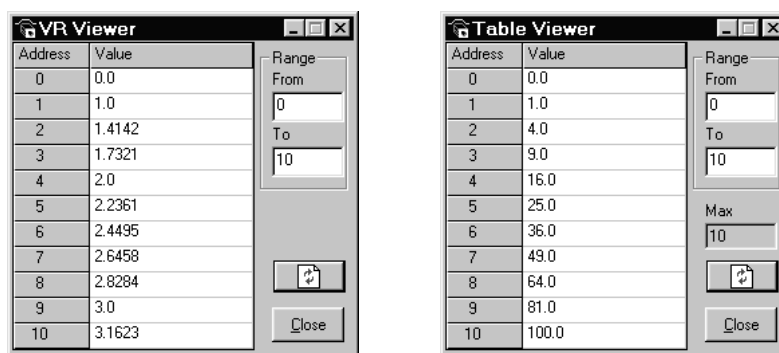 VR Viewer
Address Value
0 0.0
1 1.0
2 1.4142
3 1.7321
4 2.0
5 2.2361
6 2.4495
7 2.6458
8 2.8284
9 3.0
10 3.1623
Range
From
0
To
10
Close
Table Viewer
Address Value
0 0.0
1 1.0
2 4.0
3 9.0
4 16.0
5 25.0
6 36.0
7 49.0
8 64.0
9 81.0
10 100.0
Range
From
0
To
10
Max
10
Close